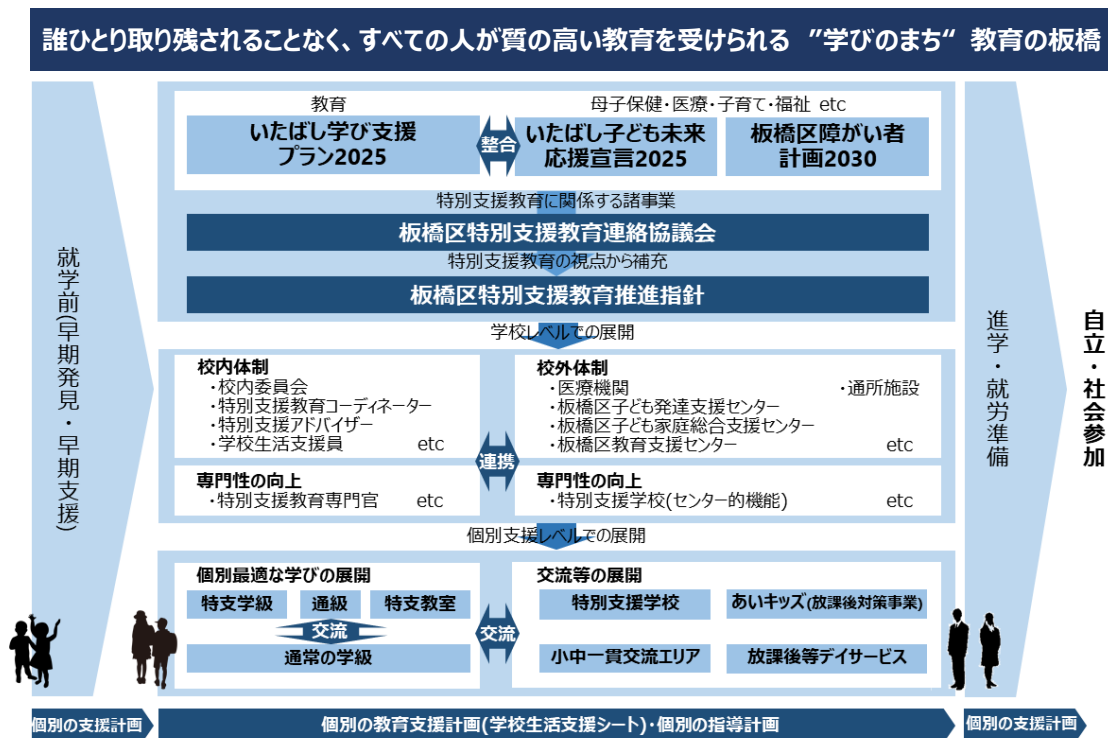 誰ひとり取り残されることなく、すべての人が質の高い教育を受けられる ”学びのまち“ 教育の板橋
就学前(早期発見・早期支援)
教育
いたばし学び支援
プラン2025
整合
母子保健・医療・子育て・福祉 etc
いたばし子ども未来
応援宣言2025
板橋区障がい者
計画2030
特別支援教育に関係する諸事業
板橋区特別支援教育連絡協議会
特別支援教育の視点から補充
板橋区特別支援教育推進指針
学校レベルでの展開
校内体制
・校内委員会
・特別支援教育コーディネーター
・特別支援アドバイザー
・学校生活支援員 etc
専門性の向上
・特別支援教育専門官 etc
連携
校外体制
・医療機関 ・通所施設
・板橋区子ども発達支援センター
・板橋区子ども家庭総合支援センター
・板橋区教育支援センター etc
専門性の向上
・特別支援学校(センター的機能) etc
個別支援レベルでの展開
個別最適な学びの展開
特支学級 通級 特支教室
交流
通常の学級
交流
交流等の展開
特別支援学校 あいキッズ(放課後対策事業)
小中一貫交流エリア 放課後等デイサービス
進学・就労準備
自立・社会参加
個別の支援計画 個別の教育支援計画(学校生活支援シート)・個別の指導計画 個別の支援計画